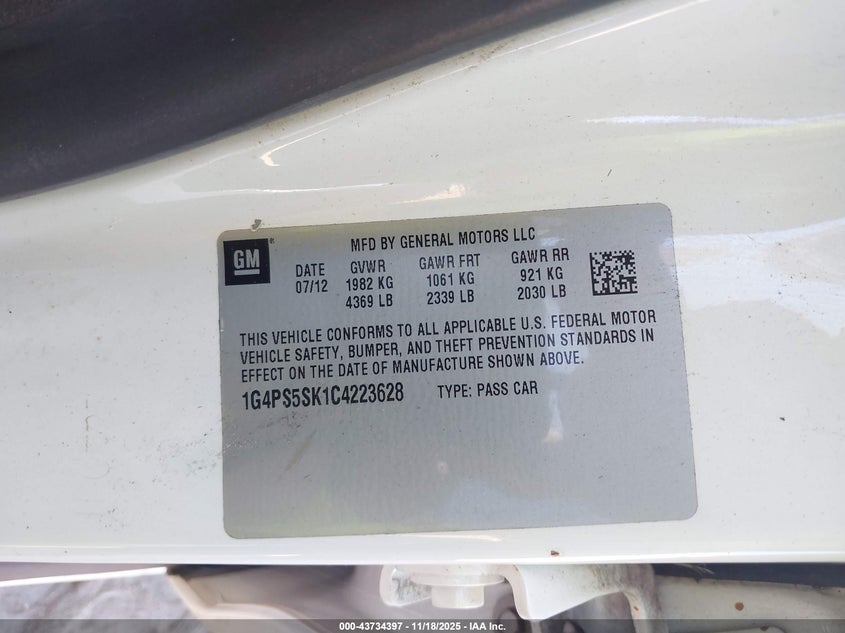 GM
MFD BY GENERAL MOTORS LLC
DATE GVWR GAWR FRT GAWR RR
07/12 1982 KG 1061 KG 921 KG
4369 LB 2339 LB 2030 LB
THIS VEHICLE CONFORMS TO ALL APPLICABLE U.S. FEDERAL MOTOR
VEHICLE SAFETY, BUMPER, AND THEFT PREVENTION STANDARDS IN
EFFECT ON THE DATE OF MANUFACTURE SHOWN ABOVE.
1G4PS5SK1C4223628 TYPE: PASS CAR
000-43734397 - 11/18/2025 - IAA Inc.